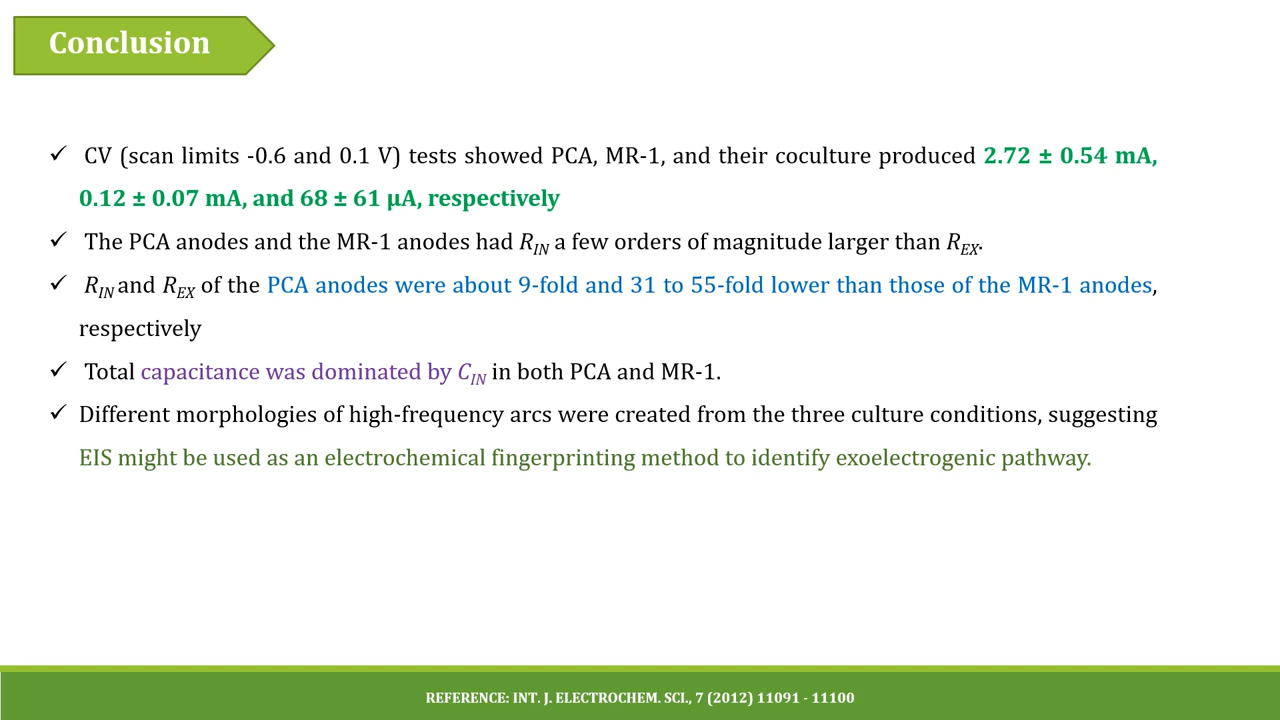 Conclusion
✓ CV (scan limits -0.6 and 0.1 V) tests showed PCA, MR-1, and their coculture produced 2.72 ± 0.54 mA,
0.12 ± 0.07 mA, and 68 ± 61 µA, respectively
✓ The PCA anodes and the MR-1 anodes had R_IN a few orders of magnitude larger than R_EX.
✓ R_IN and R_EX of the PCA anodes were about 9-fold and 31 to 55-fold lower than those of the MR-1 anodes,
respectively
✓ Total capacitance was dominated by C_IN in both PCA and MR-1.
✓ Different morphologies of high-frequency arcs were created from the three culture conditions, suggesting
EIS might be used as an electrochemical fingerprinting method to identify exoelectrogenic pathway.
REFERENCE: INT. J. ELECTROCHEM. SCI., 7 (2012) 11091 - 11100